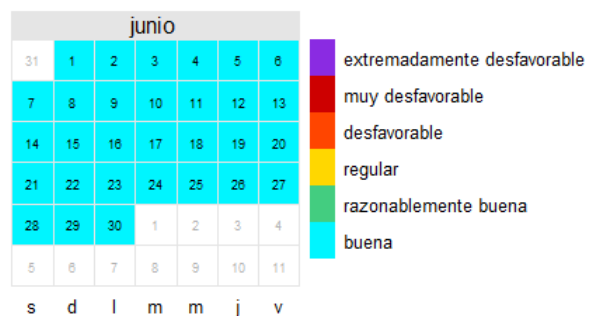 junio
31 1 2 3 4 5 6
7 8 9 10 11 12 13
14 15 16 17 18 19 20
21 22 23 24 25 26 27
28 29 30 1 2 3 4
5 6 7 8 9 10 11
s d l m m j v
extremadamente desfavorable
muy desfavorable
desfavorable
regular
razonablemente buena
buena